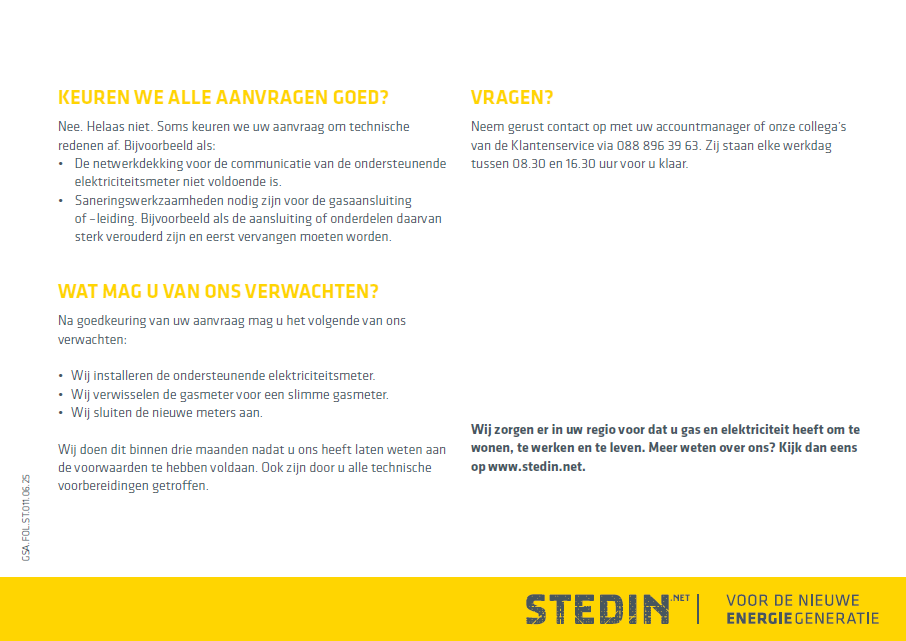 KEUREN WE ALLE AANVRAGEN GOED?
Nee. Helaas niet. Soms keuren we uw aanvraag om technische
redenen af. Bijvoorbeeld als:
• De netwerkdekking voor de communicatie van de ondersteunende
elektriciteitsmeter niet voldoende is.
• Saneringswerkzaamheden nodig zijn voor de gasaansluiting
of –leiding. Bijvoorbeeld als de aansluiting of onderdelen daarvan
sterk verouderd zijn en eerst vervangen moeten worden.
WAT MAG U VAN ONS VERWACHTEN?
Na goedkeuring van uw aanvraag mag u het volgende van ons
verwachten:
• Wij installeren de ondersteunende elektriciteitsmeter.
• Wij verwisselen de gasmeter voor een slimme gasmeter.
• Wij sluiten de nieuwe meters aan.
Wij doen dit binnen drie maanden nadat u ons heeft laten weten aan
de voorwaarden te hebben voldaan. Ook zijn door u alle technische
voorbereidingen getroffen.
VRAGEN?
Neem gerust contact op met uw accountmanager of onze collega's
van de Klantenservice via 088 896 39 63. Zij staan elke werkdag
tussen 08.30 en 16.30 uur voor u klaar.
Wij zorgen er in uw regio voor dat u gas en elektriciteit heeft om te
wonen, te werken en te leven. Meer weten over ons? Kijk dan eens
op www.stedin.net.
GSA.FOL.ST.011.06.25
STEDIN.NET
VOOR DE NIEUWE
ENERGIEGENERATIE